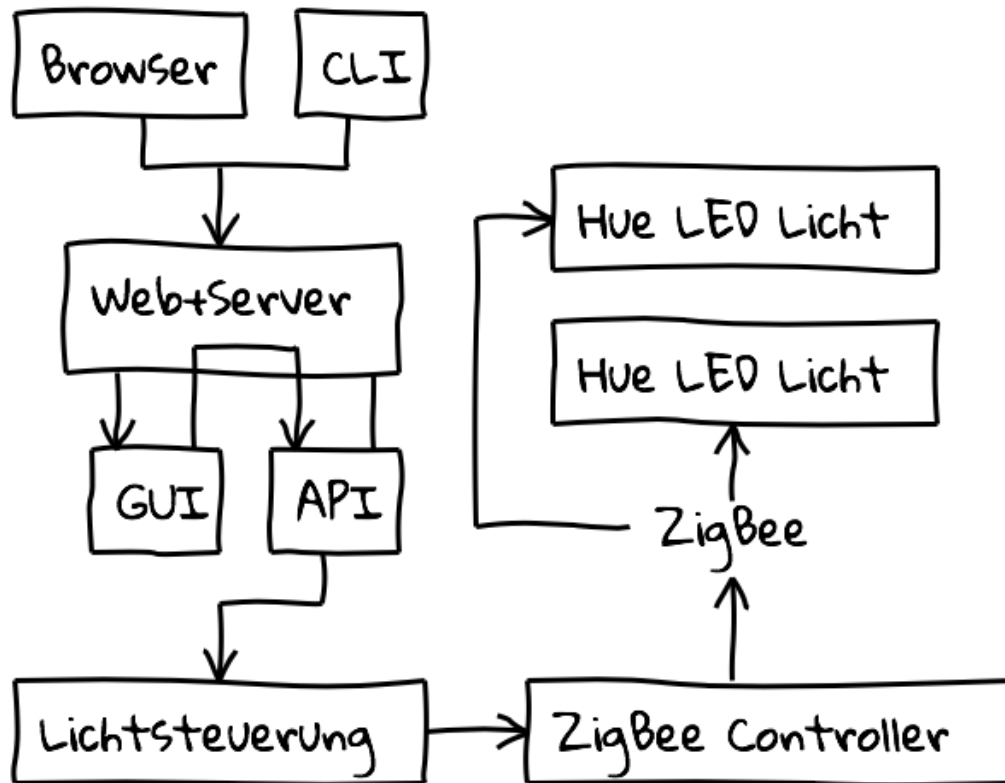 Browser
CLI
Web+Server
GUI
API
Lichtsteuerung
ZigBee Controller
ZigBee
Hue LED Licht
Hue LED Licht